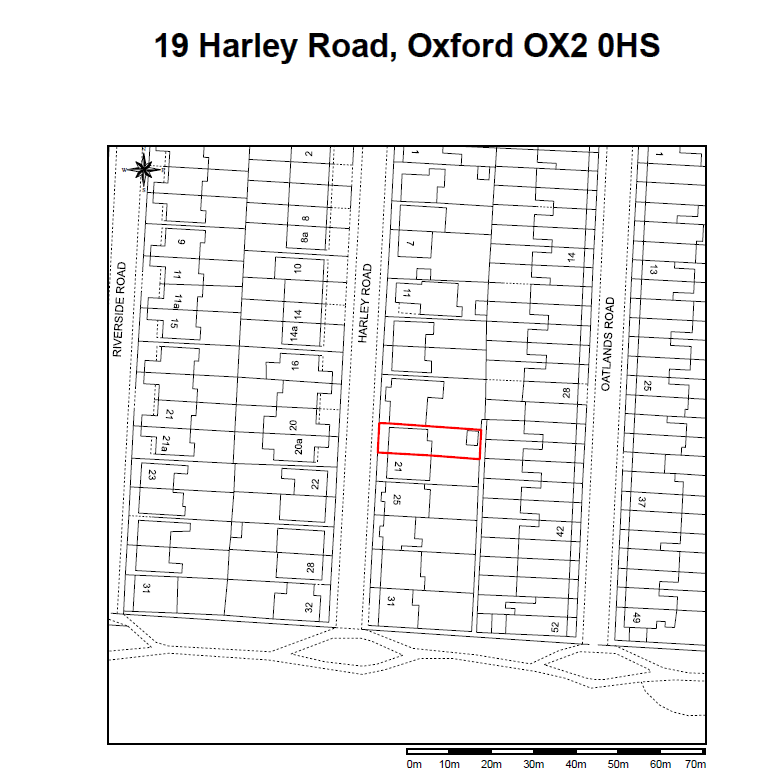 19 Harley Road, Oxford OX2 0HS
N
W
S
RIVERSIDE ROAD
HARLEY ROAD
OATLANDS ROAD
9
11
11a
15
21
21a
23
31
2
8
8a
10
14
14a
16
20
20a
22
28
32
1
7
11
21
25
31
14
28
42
52
1
13
25
37
49
0m 10m 20m 30m 40m 50m 60m 70m